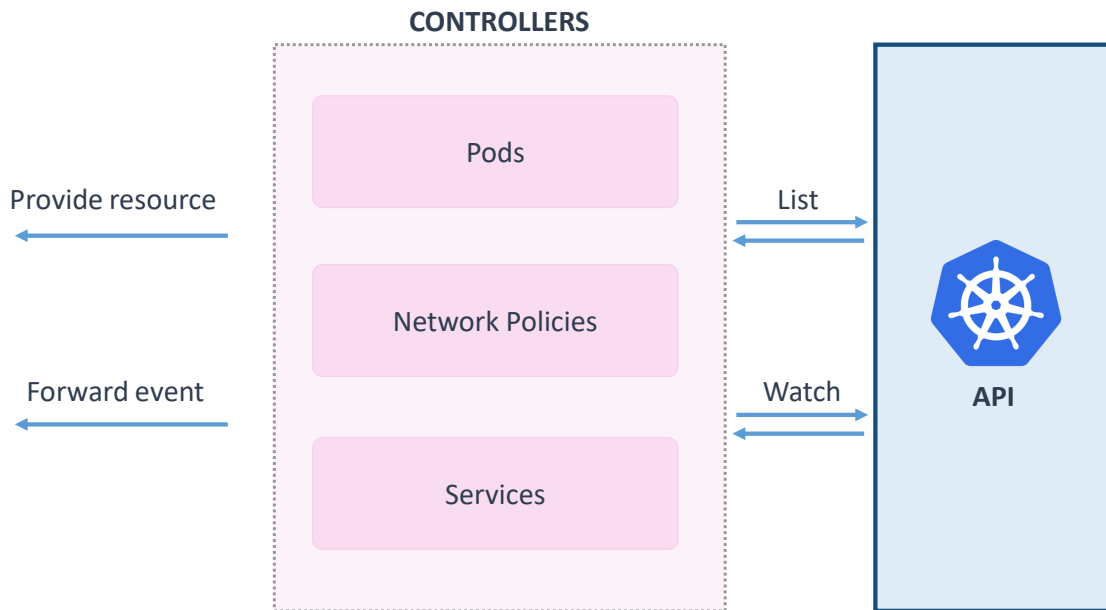 CONTROLLERS
Pods
Provide resource
List
Network Policies
Forward event
Watch
API
Services